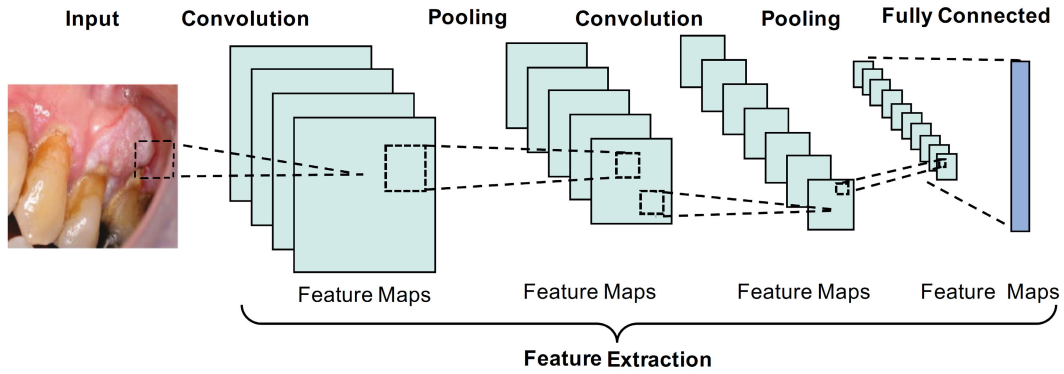 Input Convolution Pooling Convolution Pooling Fully Connected
Feature Maps Feature Maps Feature Maps Feature Maps
Feature Extraction